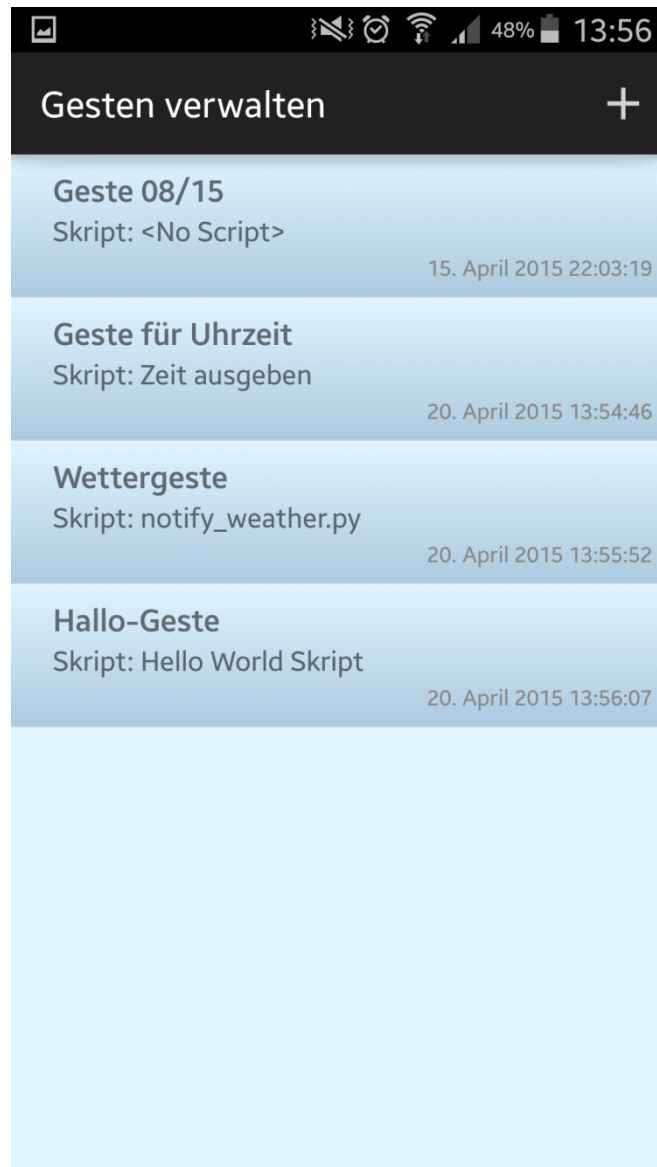 48% 13:56
Gesten verwalten
Geste 08/15
Skript: <No Script>
15. April 2015 22:03:19
Geste für Uhrzeit
Skript: Zeit ausgeben
20. April 2015 13:54:46
Wettergeste
Skript: notify_weather.py
20. April 2015 13:55:52
Hallo-Geste
Skript: Hello World Skript
20. April 2015 13:56:07